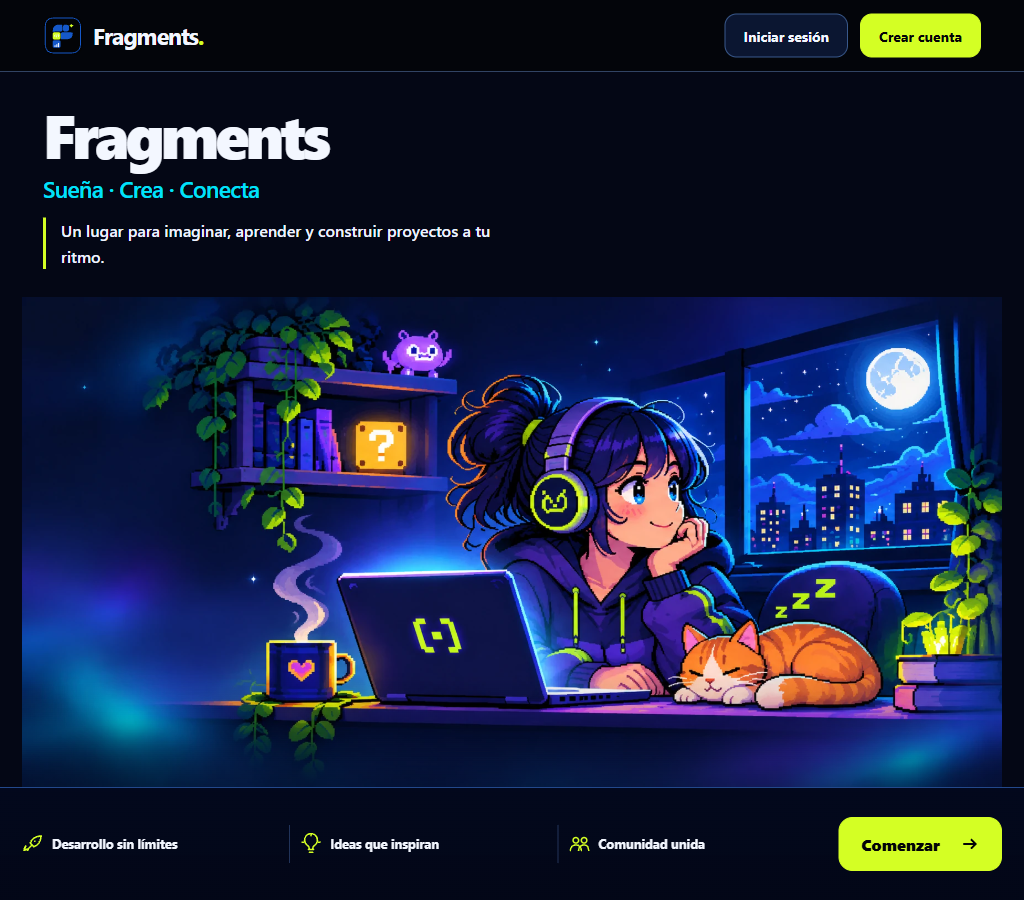 Fragments.
Iniciar sesión
Crear cuenta
Fragments
Sueña · Crea · Conecta
Un lugar para imaginar, aprender y construir proyectos a tu
ritmo.
?
[·]
z z z
Desarrollo sin límites
Ideas que inspiran
Comunidad unida
Comenzar →